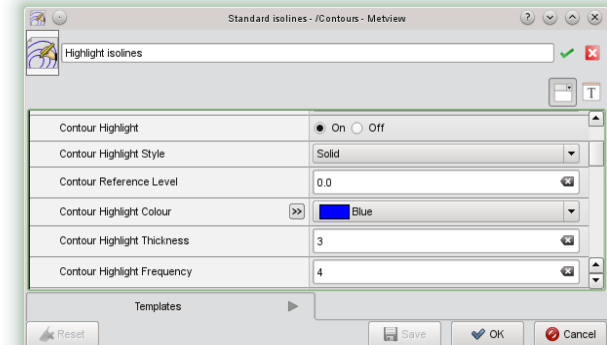 Standard isolines - /Contours - Metview
Highlight isolines
T
Contour Highlight On Off
Contour Highlight Style Solid
Contour Reference Level 0.0
Contour Highlight Colour Blue
Contour Highlight Thickness 3
Contour Highlight Frequency 4
Templates
Reset Save OK Cancel